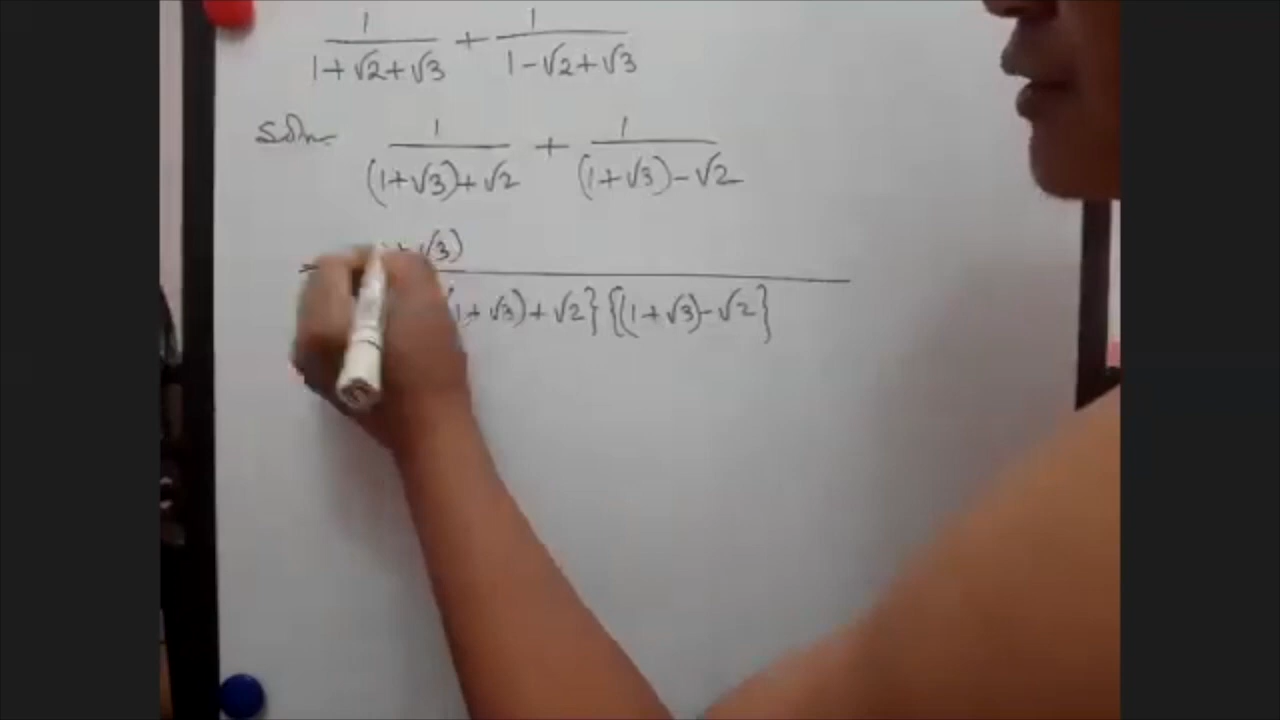 1/(1+√2+√3) + 1/(1-√2+√3)
Soln. 1/((1+√3)+√2) + 1/((1+√3)-√2)
+√3)
(1+√3)+√2}{(1+√3)-√2}